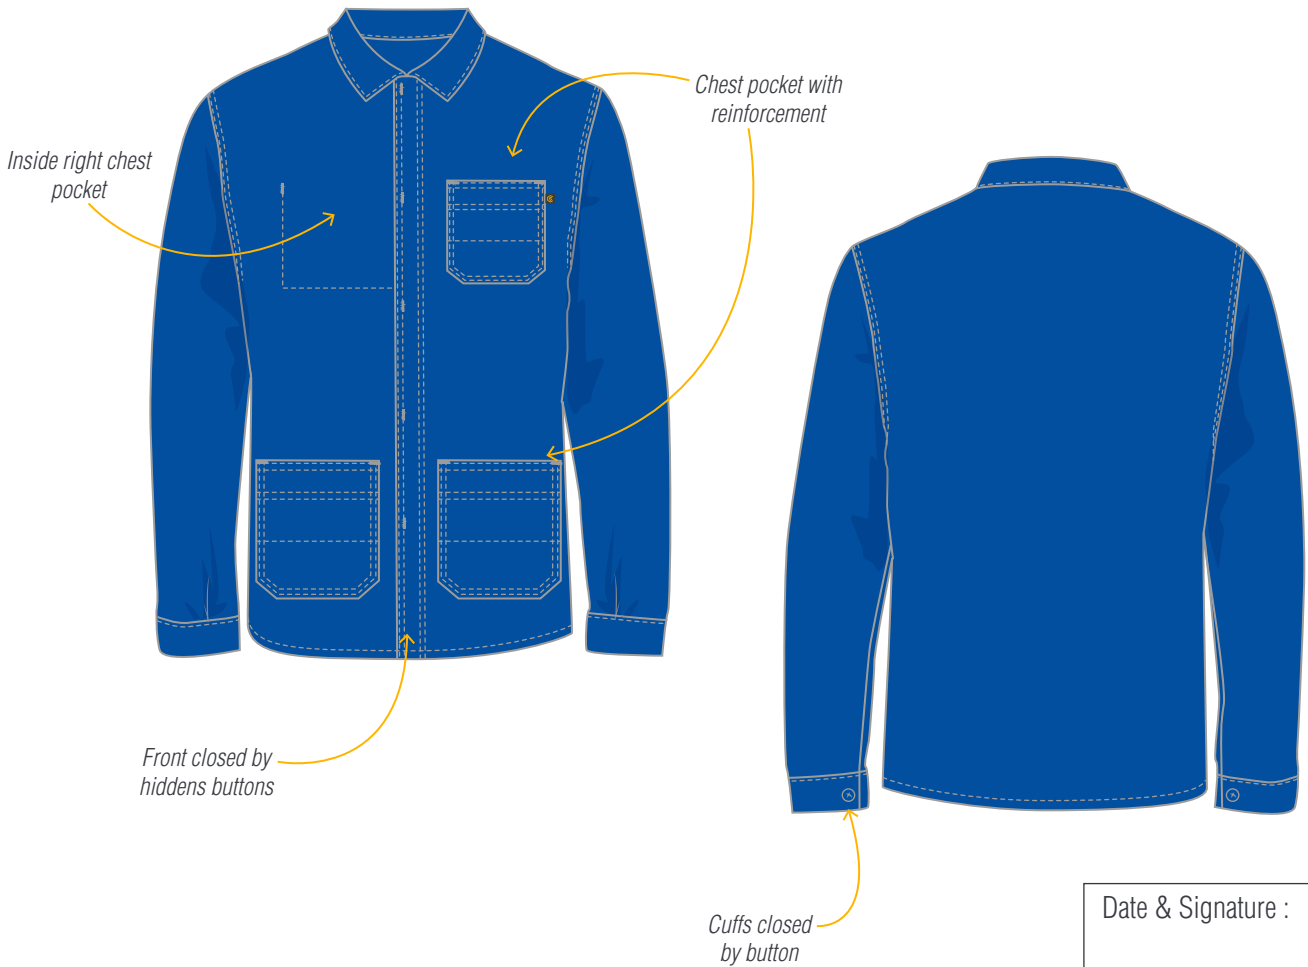 Chest pocket with
reinforcement
Inside right chest
pocket
Front closed by
hiddens buttons
Cuffs closed
by button
Date & Signature :